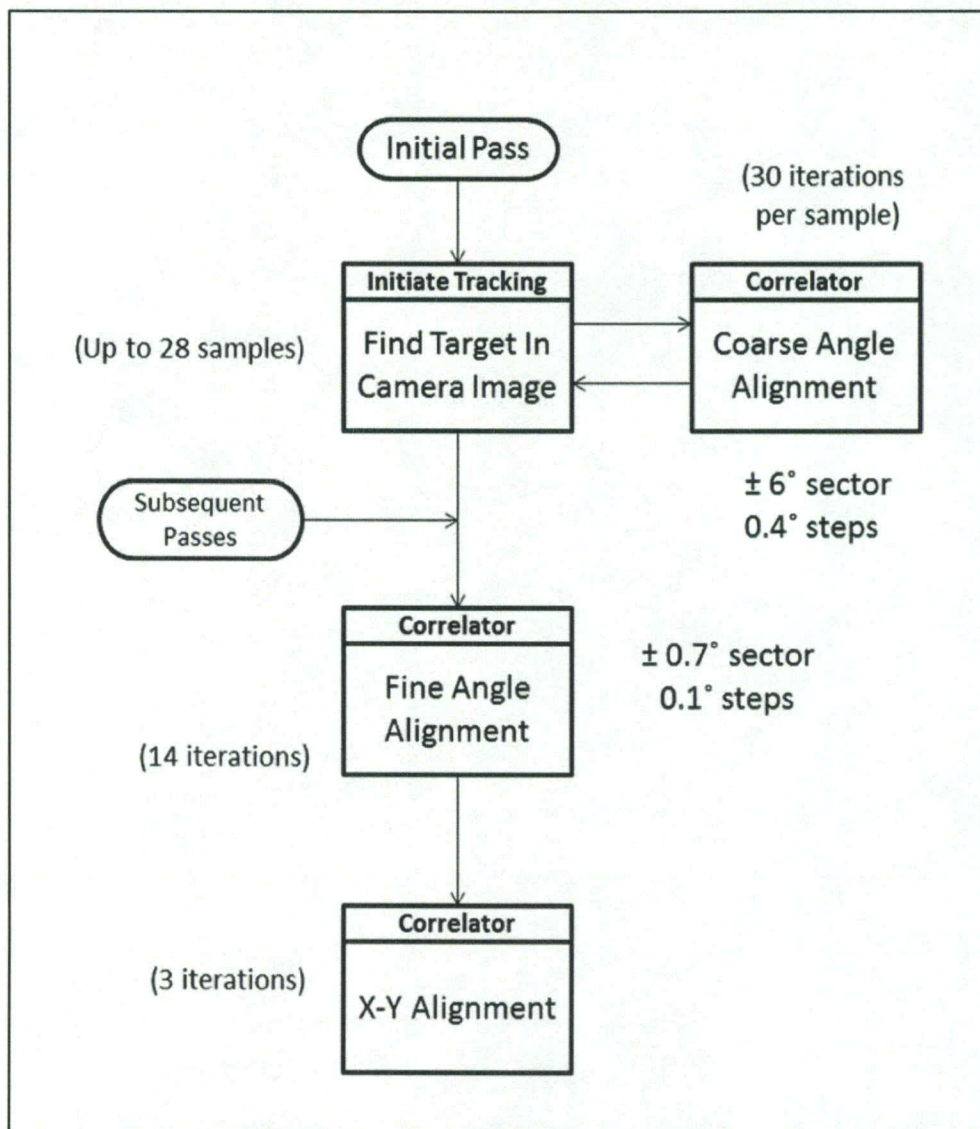 Initial Pass
(30 iterations
per sample)
Initiate Tracking
Find Target In
Camera Image
(Up to 28 samples)
Correlator
Coarse Angle
Alignment
± 6° sector
0.4° steps
Subsequent
Passes
Correlator
Fine Angle
Alignment
± 0.7° sector
0.1° steps
(14 iterations)
Correlator
X-Y Alignment
(3 iterations)